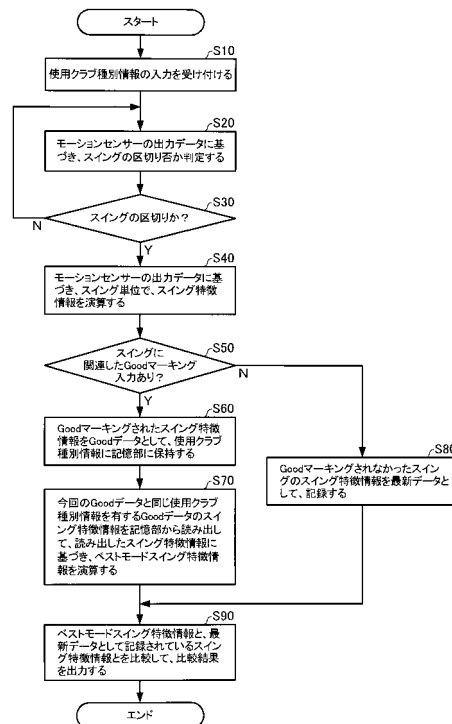 スタート
S10
使用クラブ種別情報の入力を受け付ける
S20
モーションセンサーの出力データに基
づき、スイングの区切り否か判定する
S30
スイングの区切りか？
N
Y
S40
モーションセンサーの出力データに基
づき、スイング単位で、スイング特徴
情報を演算する
S50
スイングに
関連したGoodマーキング
入力あり？
N
Y
S60
Goodマーキングされたスイング特徴
情報をGoodデータとして、使用クラブ
種別情報に記憶部に保持する
S70
今回のGoodデータと同じ使用クラブ
種別情報を有するGoodデータのスイ
ング特徴情報を記憶部から読み出し
て、読み出したスイング特徴情報に
基づき、ベストモードスイング特徴情
報を演算する
S80
Goodマーキングされなかったスイン
グのスイング特徴情報を最新データと
して、記録する
S90
ベストモードスイング特徴情報と、最
新データとして記録されているスイン
グ特徴情報とを比較して、比較結果
を出力する
エンド